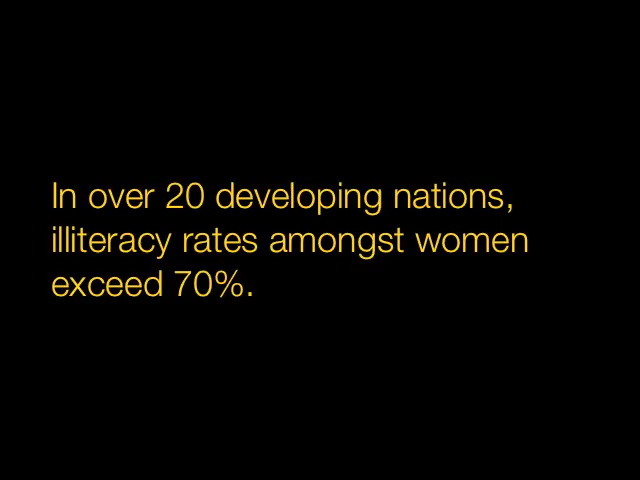 In over 20 developing nations,
illiteracy rates amongst women
exceed 70%.